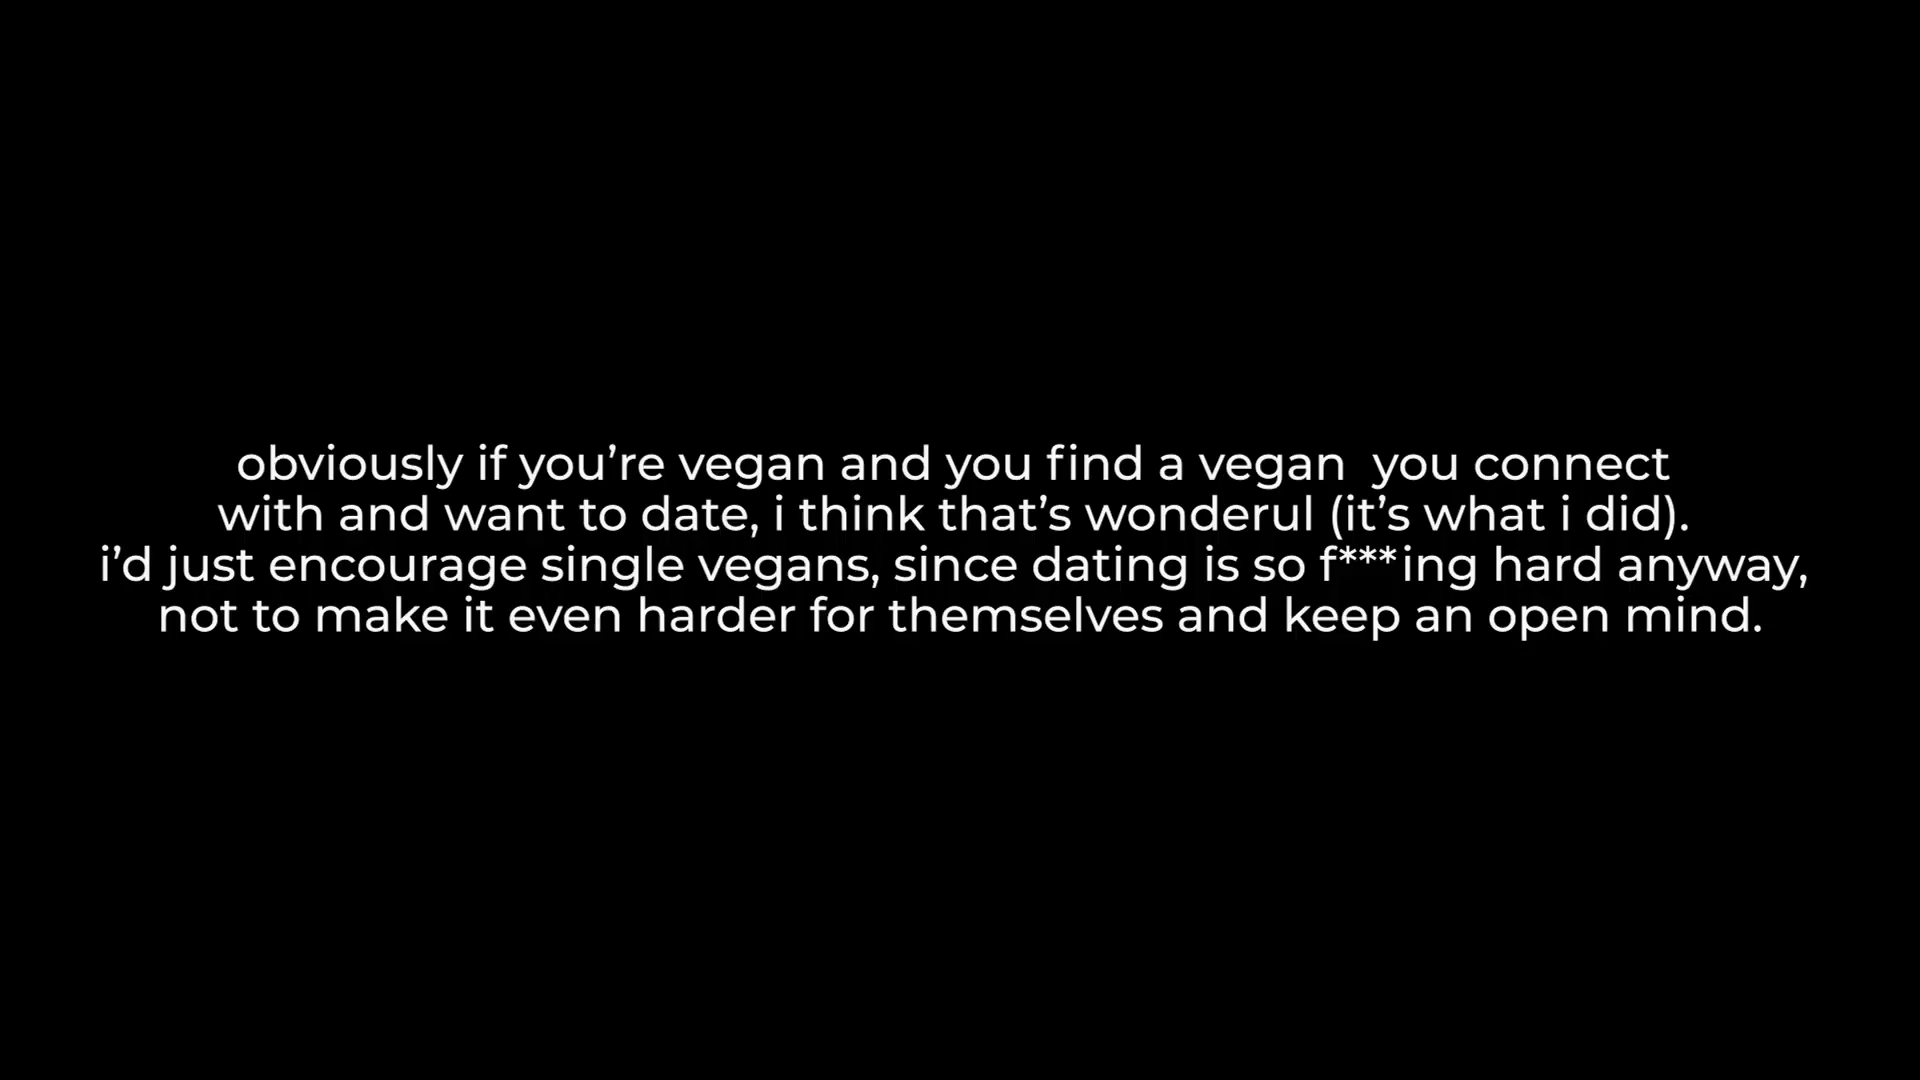 obviously if you’re vegan and you find a vegan  you connect
with and want to date, i think that’s wonderul (it’s what i did).
i’d just encourage single vegans, since dating is so f***ing hard anyway,
not to make it even harder for themselves and keep an open mind.